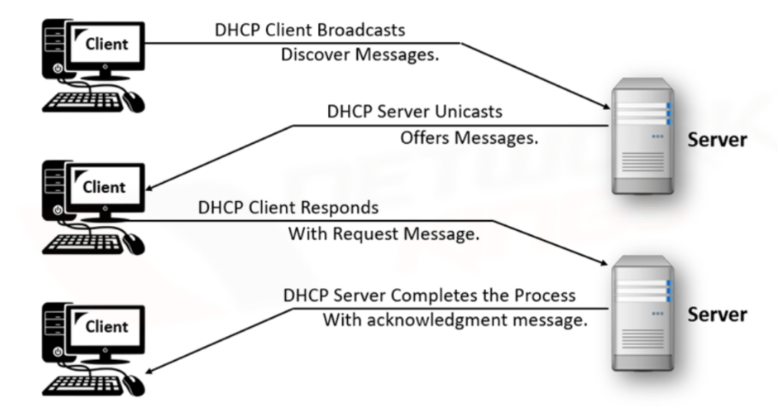 Client
DHCP Client Broadcasts
Discover Messages.
DHCP Server Unicasts
Offers Messages.
Server
Client
DHCP Client Responds
With Request Message.
DHCP Server Completes the Process
With acknowledgment message.
Server
Client